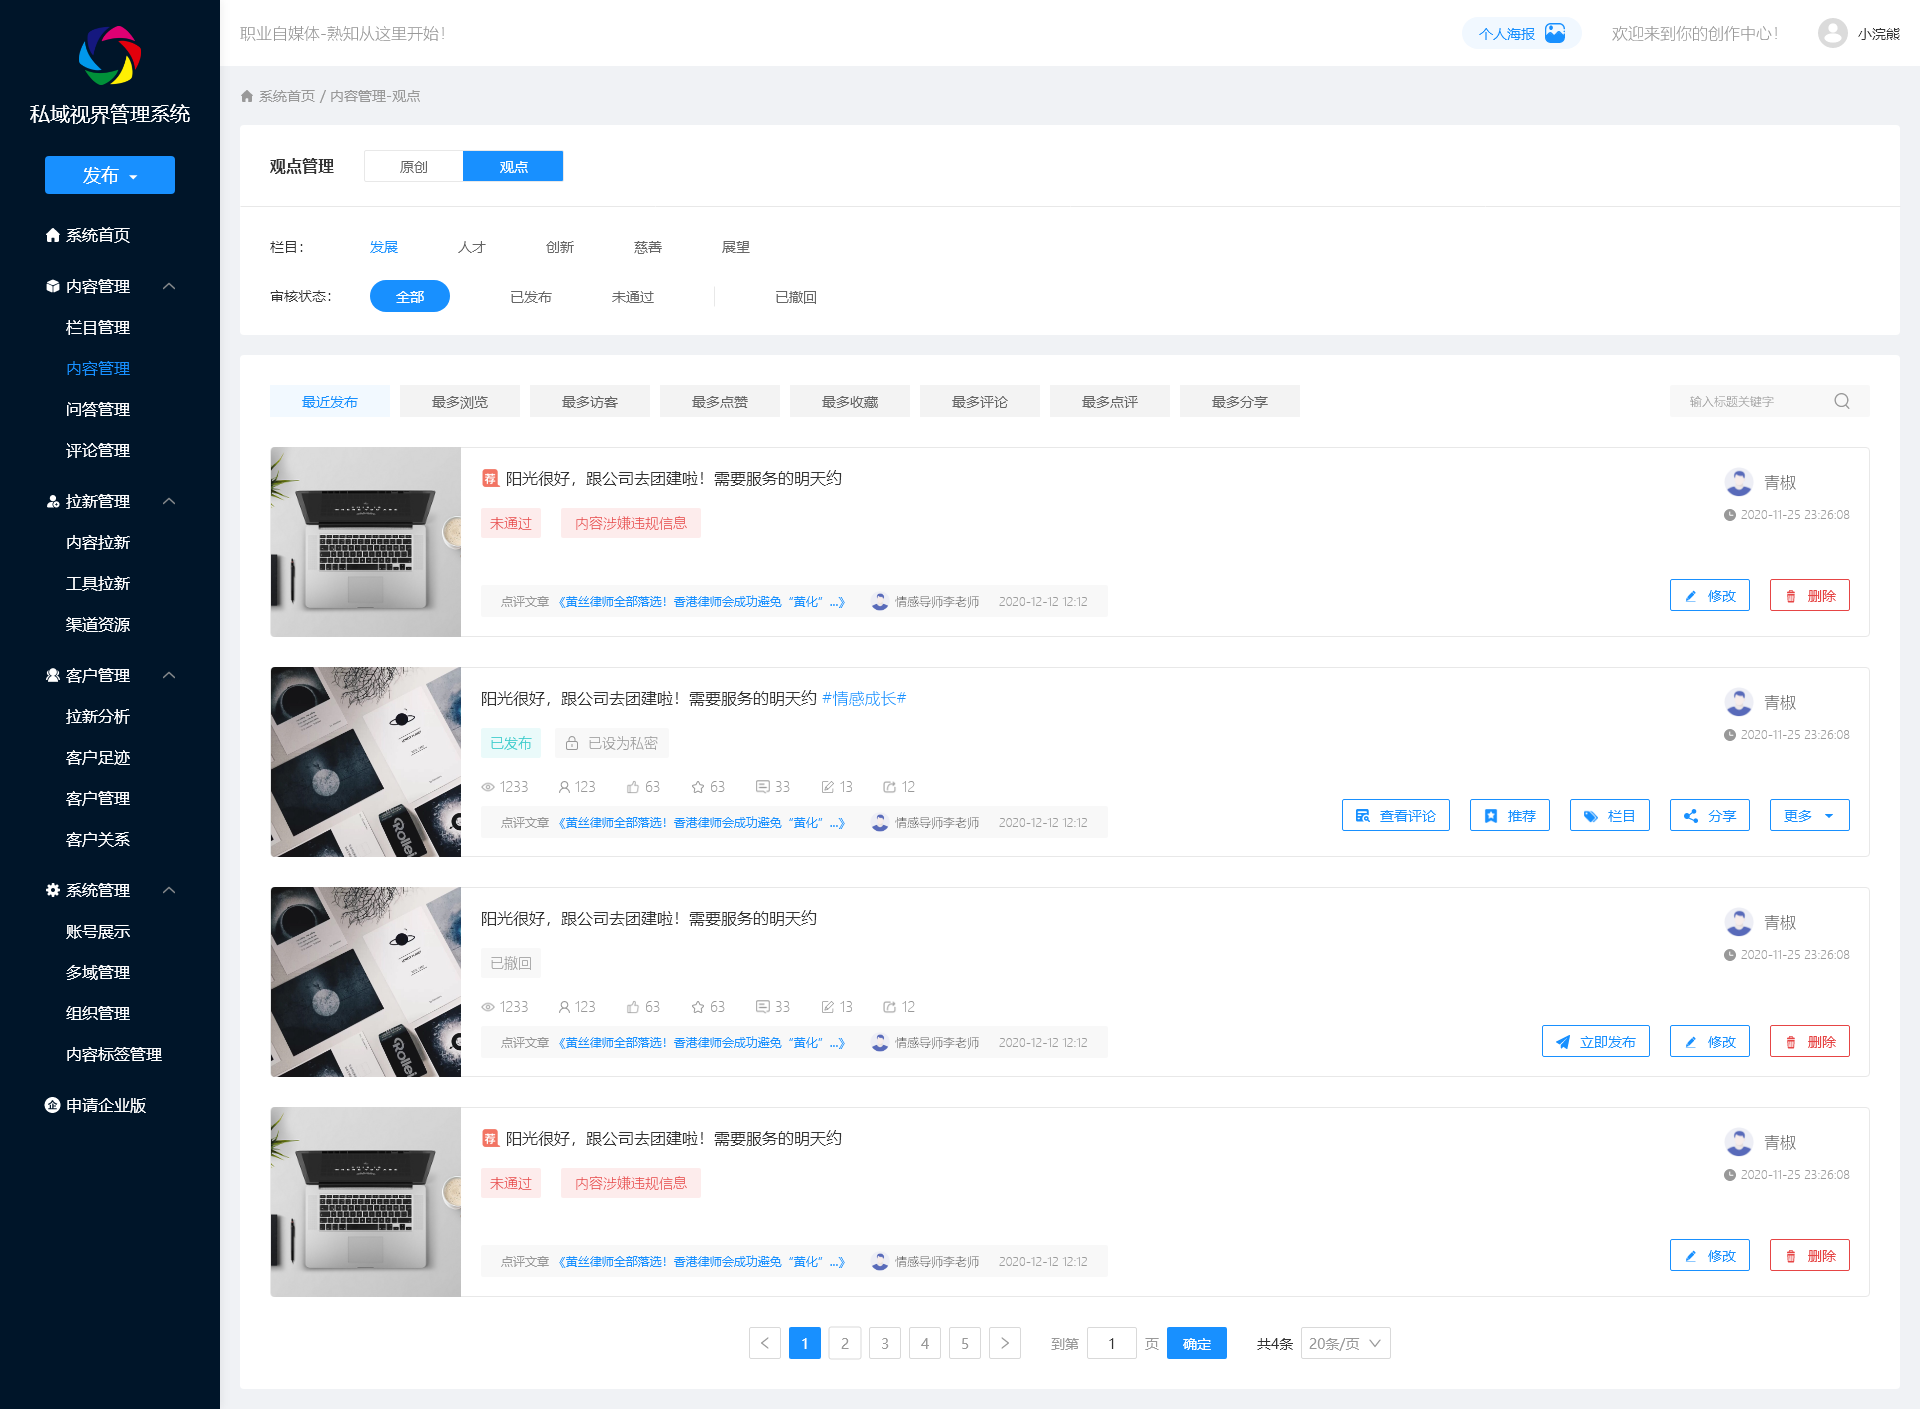 职业自媒体-熟知从这里开始!
个人海报
欢迎来到你的创作中心!
小浣熊
私域视界管理系统
发布
系统首页
内容管理
栏目管理
内容管理
问答管理
评论管理
拉新管理
内容拉新
工具拉新
渠道资源
客户管理
拉新分析
客户足迹
客户管理
客户关系
系统管理
账号展示
多域管理
组织管理
内容标签管理
申请企业版
系统首页 / 内容管理-观点
观点管理 原创 观点
栏目: 发展 人才 创新 慈善 展望
审核状态: 全部 已发布 未通过 已撤回
最近发布 最多浏览 最多访客 最多点赞 最多收藏 最多评论 最多点评 最多分享 输入标题关键字
荐 阳光很好，跟公司去团建啦！需要服务的明天约
青椒
未通过 内容涉嫌违规信息
2020-11-25 23:26:08
点评文章 《黄丝律师全部落选！香港律师会成功避免“黄化”...》 情感导师李老师 2020-12-12 12:12
修改 删除
阳光很好，跟公司去团建啦！需要服务的明天约 #情感成长#
青椒
已发布 已设为私密
2020-11-25 23:26:08
1233 123 63 63 33 13 12
点评文章 《黄丝律师全部落选！香港律师会成功避免“黄化”...》 情感导师李老师 2020-12-12 12:12
查看评论 推荐 栏目 分享 更多
Rollei
阳光很好，跟公司去团建啦！需要服务的明天约
青椒
已撤回
2020-11-25 23:26:08
1233 123 63 63 33 13 12
点评文章 《黄丝律师全部落选！香港律师会成功避免“黄化”...》 情感导师李老师 2020-12-12 12:12
立即发布 修改 删除
Rollei
荐 阳光很好，跟公司去团建啦！需要服务的明天约
青椒
未通过 内容涉嫌违规信息
2020-11-25 23:26:08
点评文章 《黄丝律师全部落选！香港律师会成功避免“黄化”...》 情感导师李老师 2020-12-12 12:12
修改 删除
1 2 3 4 5 到第 1 页 确定 共4条 20条/页